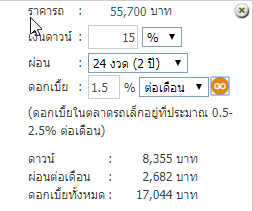 ราคารถ : 55,700 บาท
เงินดาวน์ : 15 %
ผ่อน : 24 งวด (2 ปี)
ดอกเบี้ย : 1.5 % ต่อเดือน GO
(ดอกเบี้ยในตลาดรถเล็กอยู่ที่ประมาณ 0.5-
2.5% ต่อเดือน)
ดาวน์ : 8,355 บาท
ผ่อนต่อเดือน : 2,682 บาท
ดอกเบี้ยทั้งหมด : 17,044 บาท